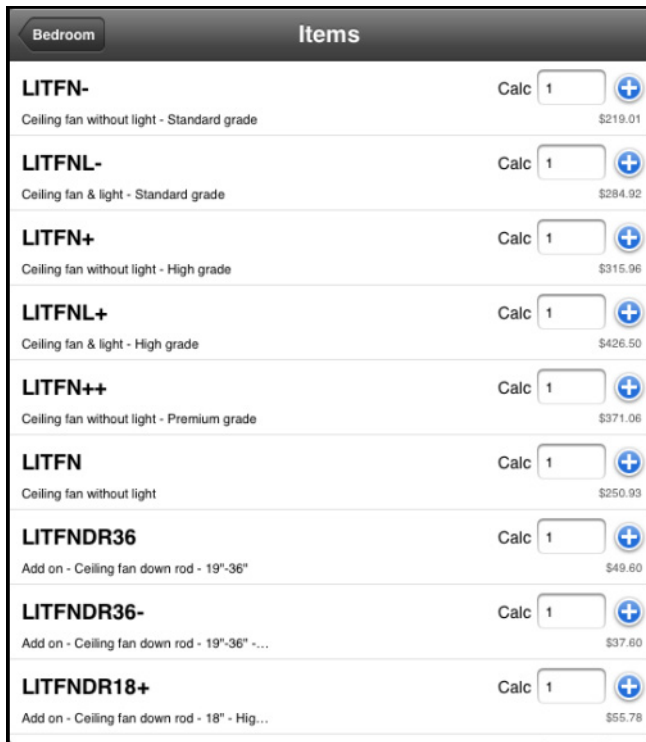 Bedroom Items
LITFN- Calc 1
Ceiling fan without light - Standard grade $219.01
LITFNL- Calc 1
Ceiling fan & light - Standard grade $284.92
LITFN+ Calc 1
Ceiling fan without light - High grade $315.96
LITFNL+ Calc 1
Ceiling fan & light - High grade $426.50
LITFN++ Calc 1
Ceiling fan without light - Premium grade $371.06
LITFN Calc 1
Ceiling fan without light $250.93
LITFNDR36 Calc 1
Add on - Ceiling fan down rod - 19"-36" $49.60
LITFNDR36- Calc 1
Add on - Ceiling fan down rod - 19"-36" -... $37.60
LITFNDR18+ Calc 1
Add on - Ceiling fan down rod - 18" - Hig... $55.78